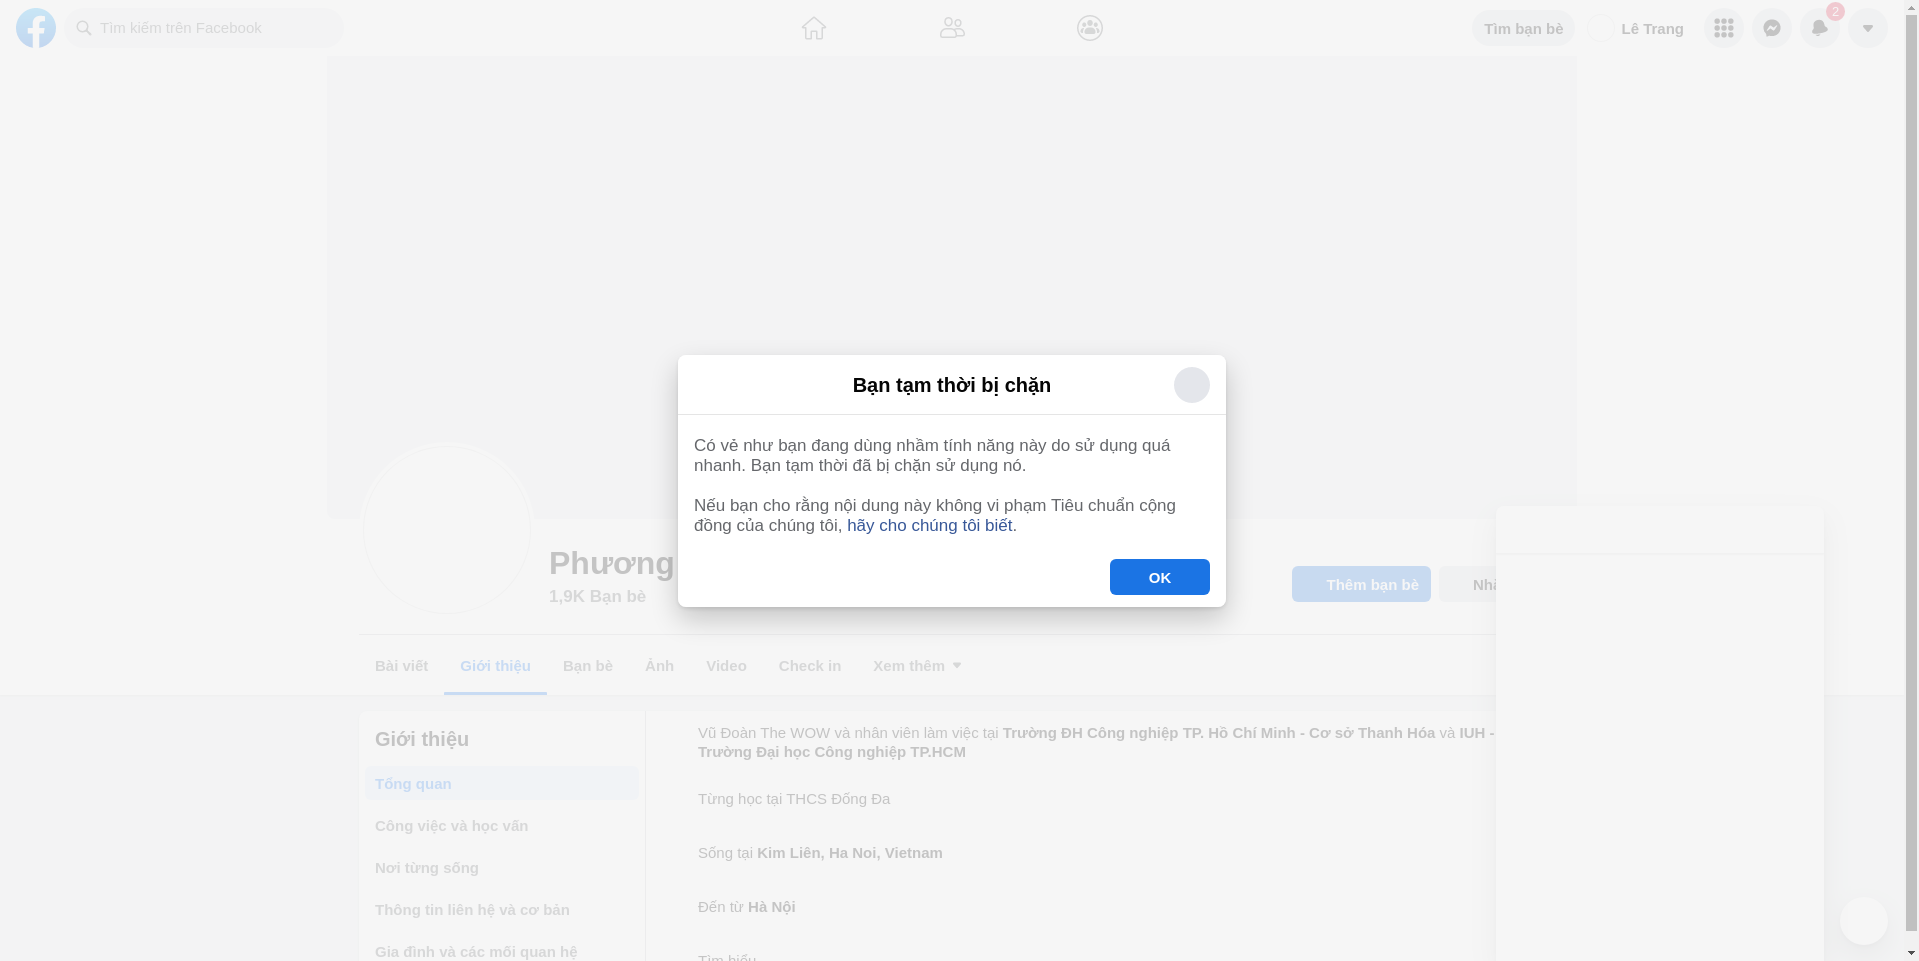 Tìm kiếm trên Facebook
Tìm bạn bè
Lê Trang
2
Bạn tạm thời bị chặn
Có vẻ như bạn đang dùng nhầm tính năng này do sử dụng quá
nhanh. Bạn tạm thời đã bị chặn sử dụng nó.
Nếu bạn cho rằng nội dung này không vi phạm Tiêu chuẩn cộng
đồng của chúng tôi, hãy cho chúng tôi biết.
OK
Phương
1,9K Bạn bè
Thêm bạn bè
Bài viết
Giới thiệu
Bạn bè
Ảnh
Video
Check in
Xem thêm
Giới thiệu
Tổng quan
Công việc và học vấn
Nơi từng sống
Thông tin liên hệ và cơ bản
Gia đình và các mối quan hệ
Vũ Đoàn The WOW và nhân viên làm việc tại Trường ĐH Công nghiệp TP. Hồ Chí Minh - Cơ sở Thanh Hóa và IUH -
Trường Đại học Công nghiệp TP.HCM
Từng học tại THCS Đống Đa
Sống tại Kim Liên, Ha Noi, Vietnam
Đến từ Hà Nội